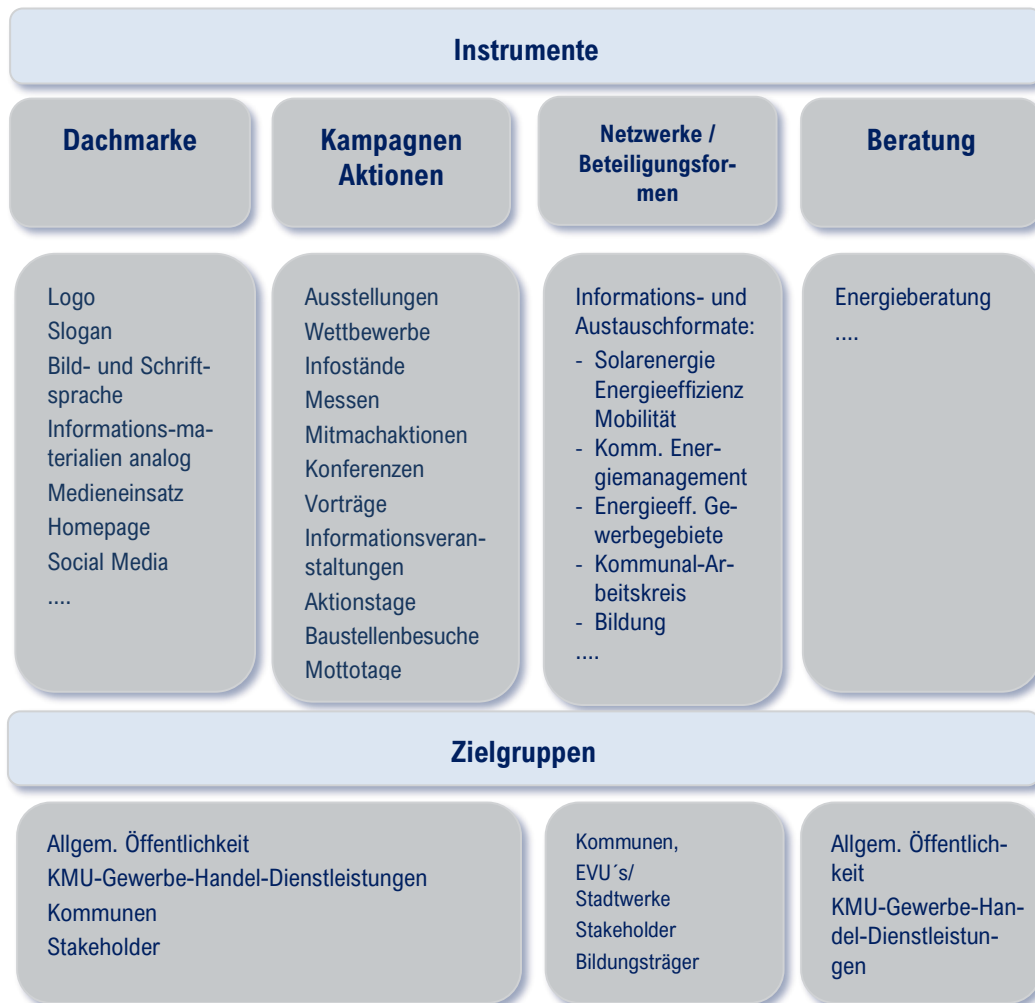 Instrumente
Dachmarke
Kampagnen
Aktionen
Netzwerke /
Beteiligungsfor-
men
Beratung
Logo
Slogan
Bild- und Schrift-
sprache
Informations-ma-
terialien analog
Medieneinsatz
Homepage
Social Media
....
Ausstellungen
Wettbewerbe
Infostände
Messen
Mitmachaktionen
Konferenzen
Vorträge
Informationsveran-
staltungen
Aktionstage
Baustellenbesuche
Mottotage
Informations- und
Austauschformate:
- Solarenergie
Energieeffizienz
Mobilität
- Komm. Ener-
giemanagement
- Energieeff. Ge-
werbegebiete
- Kommunal-Ar-
beitskreis
- Bildung
....
Energieberatung
....
Zielgruppen
Allgem. Öffentlichkeit
KMU-Gewerbe-Handel-Dienstleistungen
Kommunen
Stakeholder
Kommunen,
EVU´s/
Stadtwerke
Stakeholder
Bildungsträger
Allgem. Öffentlich-
keit
KMU-Gewerbe-Han-
del-Dienstleistun-
gen